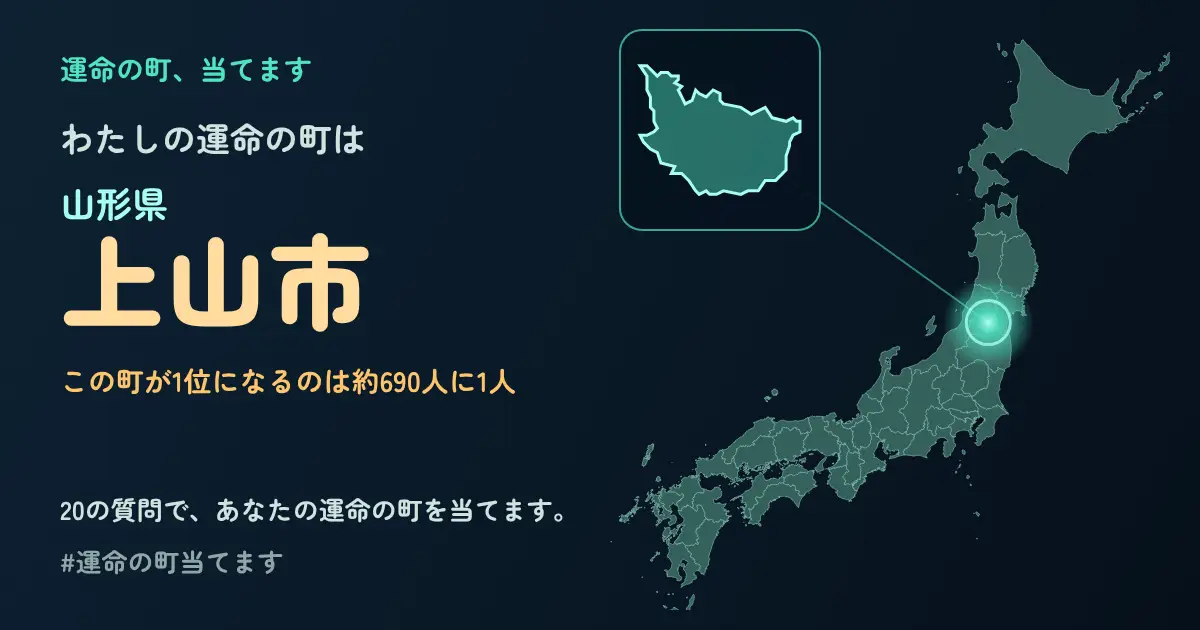 運命の町、当てます
わたしの運命の町は
山形県
上山市
この町が1位になるのは約690人に1人
20の質問で、あなたの運命の町を当てます。
#運命の町当てます